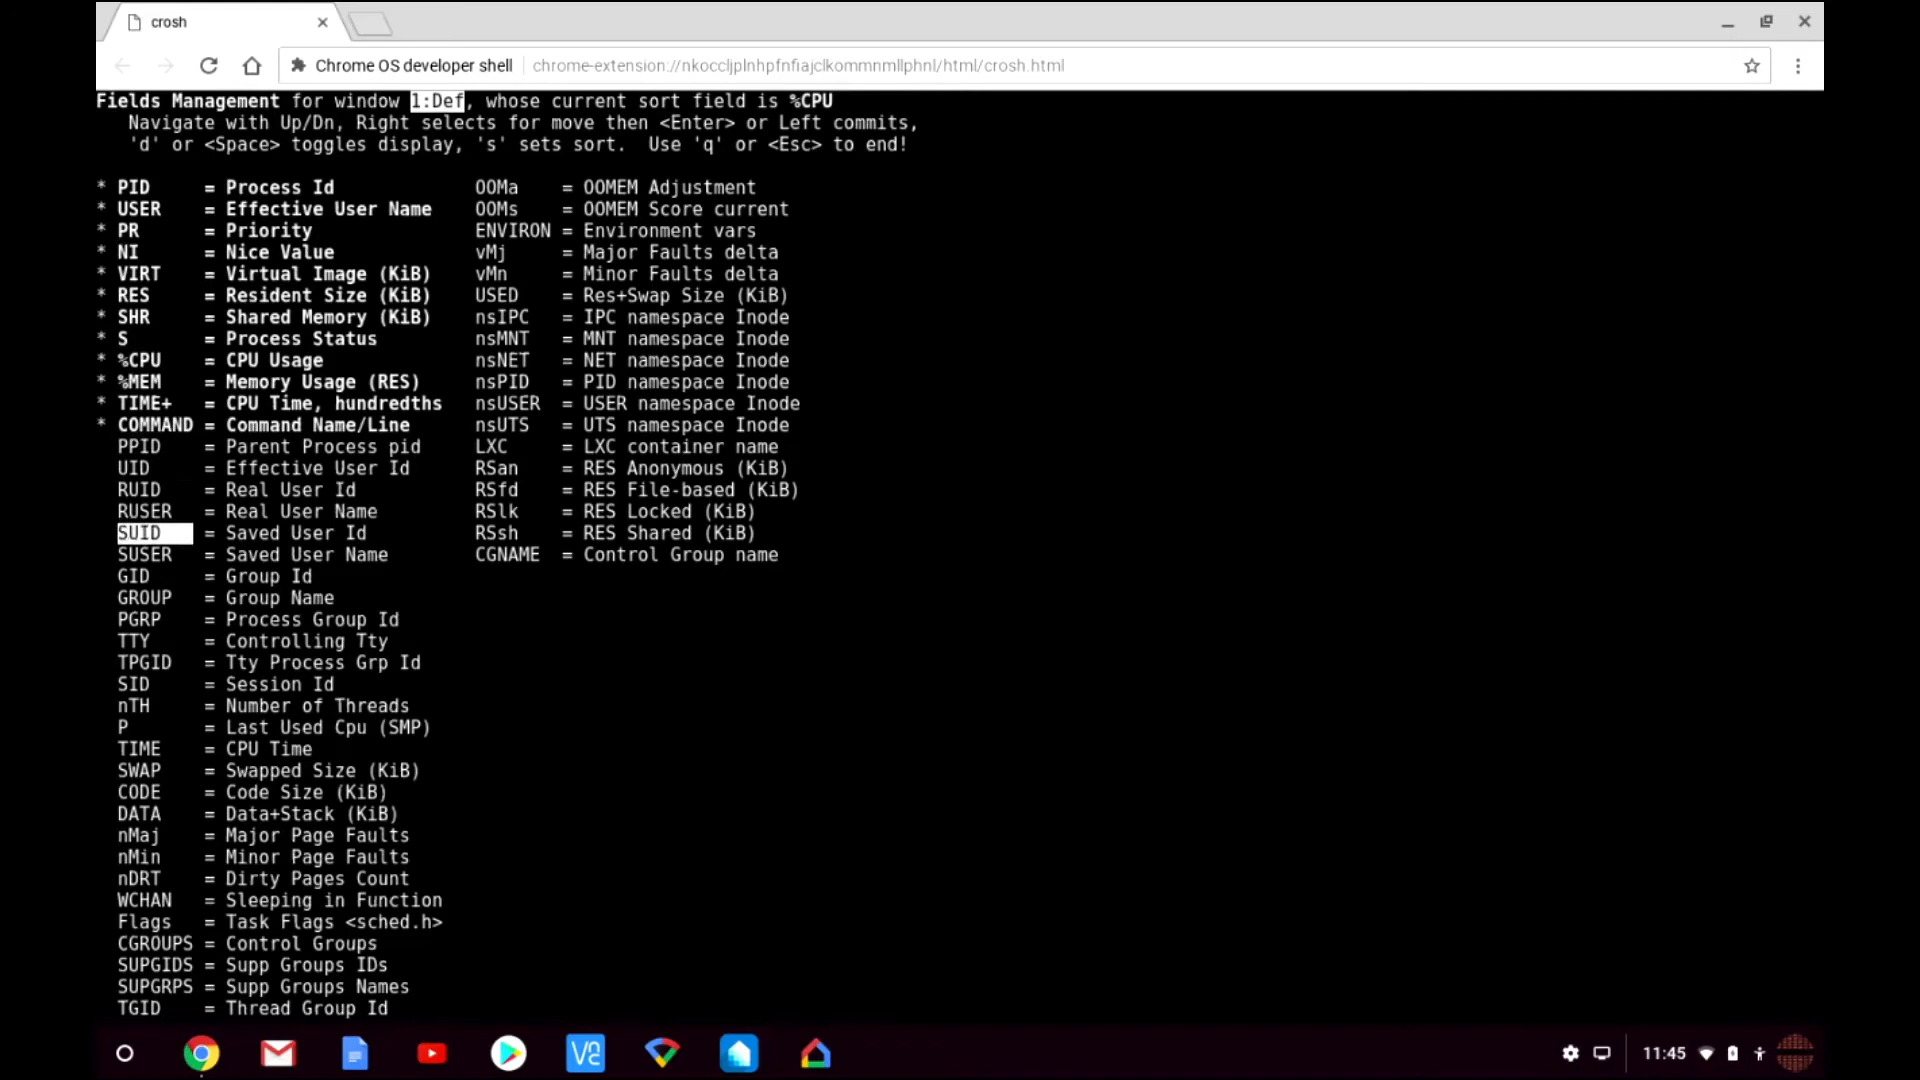 crosh
Chrome OS developer shell chrome-extension://nkoccljplnhpfnfiajclkommnmllphnl/html/crosh.html
Fields Management for window 1:Def, whose current sort field is %CPU
Navigate with Up/Dn, Right selects for move then <Enter> or Left commits,
'd' or <Space> toggles display, 's' sets sort.  Use 'q' or <Esc> to end!
* PID     = Process Id             OOMa    = OOMEM Adjustment
* USER    = Effective User Name    OOMs    = OOMEM Score current
* PR      = Priority               ENVIRON = Environment vars
* NI      = Nice Value             vMj     = Major Faults delta
* VIRT    = Virtual Image (KiB)    vMn     = Minor Faults delta
* RES     = Resident Size (KiB)    USED    = Res+Swap Size (KiB)
* SHR     = Shared Memory (KiB)    nsIPC   = IPC namespace Inode
* S       = Process Status         nsMNT   = MNT namespace Inode
* %CPU    = CPU Usage              nsNET   = NET namespace Inode
* %MEM    = Memory Usage (RES)     nsPID   = PID namespace Inode
* TIME+   = CPU Time, hundredths   nsUSER  = USER namespace Inode
* COMMAND = Command Name/Line      nsUTS   = UTS namespace Inode
PPID    = Parent Process pid     LXC     = LXC container name
UID     = Effective User Id      RSan    = RES Anonymous (KiB)
RUID    = Real User Id           RSfd    = RES File-based (KiB)
RUSER   = Real User Name         RSlk    = RES Locked (KiB)
SUID    = Saved User Id          RSsh    = RES Shared (KiB)
SUSER   = Saved User Name        CGNAME  = Control Group name
GID     = Group Id
GROUP   = Group Name
PGRP    = Process Group Id
TTY     = Controlling Tty
TPGID   = Tty Process Grp Id
SID     = Session Id
nTH     = Number of Threads
P       = Last Used Cpu (SMP)
TIME    = CPU Time
SWAP    = Swapped Size (KiB)
CODE    = Code Size (KiB)
DATA    = Data+Stack (KiB)
nMaj    = Major Page Faults
nMin    = Minor Page Faults
nDRT    = Dirty Pages Count
WCHAN   = Sleeping in Function
Flags   = Task Flags <sched.h>
CGROUPS = Control Groups
SUPGIDS = Supp Groups IDs
SUPGRPS = Supp Groups Names
TGID    = Thread Group Id
11:45